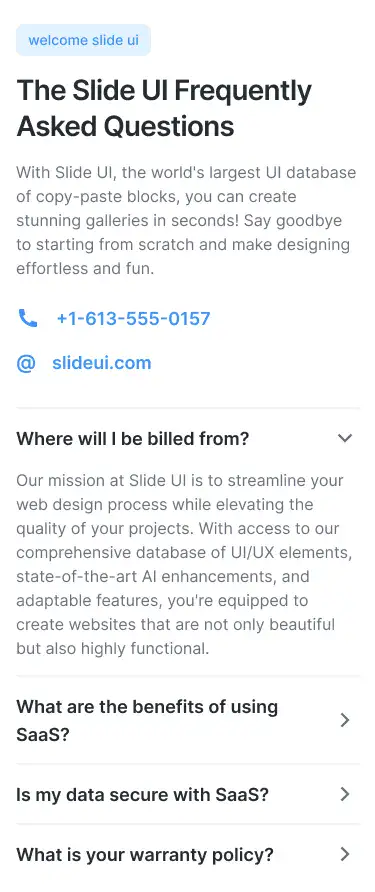 welcome slide ui
The Slide UI Frequently
Asked Questions
With Slide UI, the world's largest UI database
of copy-paste blocks, you can create
stunning galleries in seconds! Say goodbye
to starting from scratch and make designing
effortless and fun.
+1-613-555-0157
@ slideui.com
Where will I be billed from?
Our mission at Slide UI is to streamline your
web design process while elevating the
quality of your projects. With access to our
comprehensive database of UI/UX elements,
state-of-the-art AI enhancements, and
adaptable features, you're equipped to
create websites that are not only beautiful
but also highly functional.
What are the benefits of using
SaaS?
Is my data secure with SaaS?
What is your warranty policy?